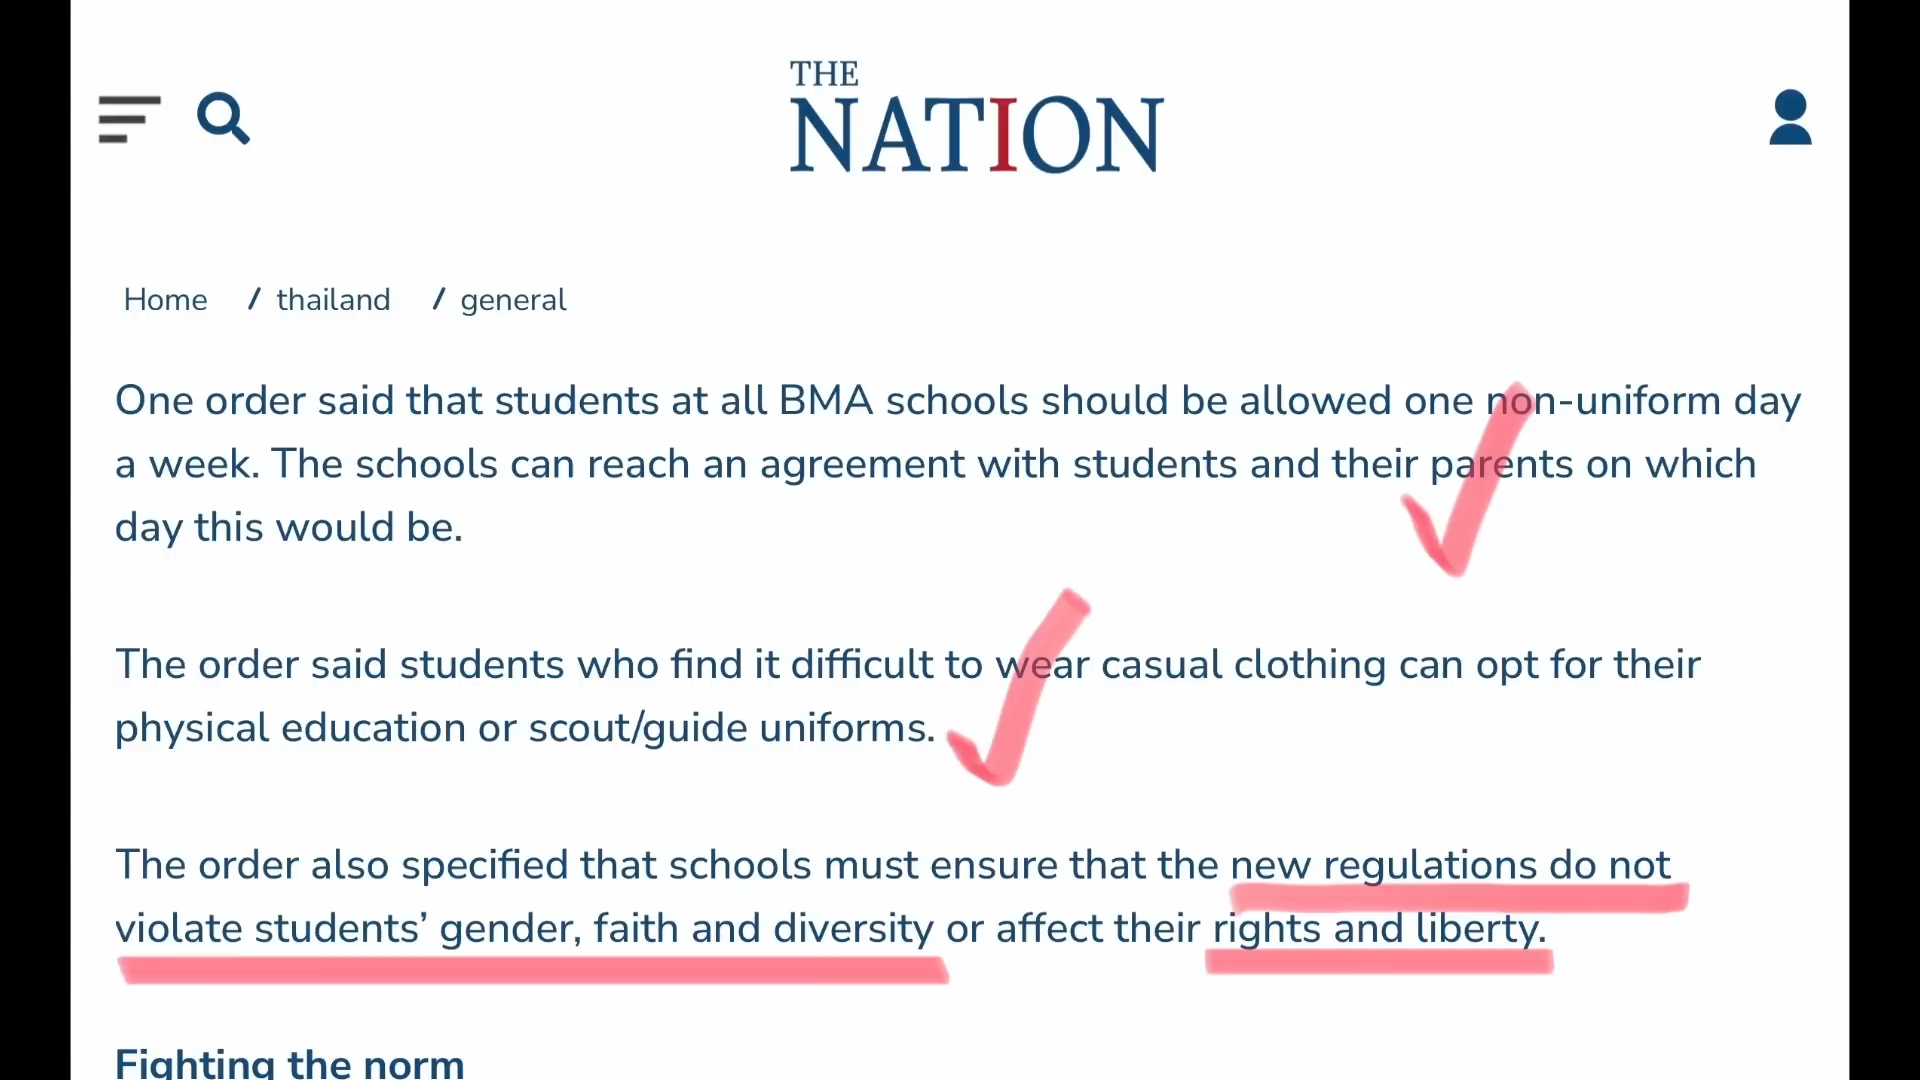 THE
NATION
Home / thailand / general
One order said that students at all BMA schools should be allowed one non-uniform day
a week. The schools can reach an agreement with students and their parents on which
day this would be.
The order said students who find it difficult to wear casual clothing can opt for their
physical education or scout/guide uniforms.
The order also specified that schools must ensure that the new regulations do not
violate students’ gender, faith and diversity or affect their rights and liberty.
Fighting the norm